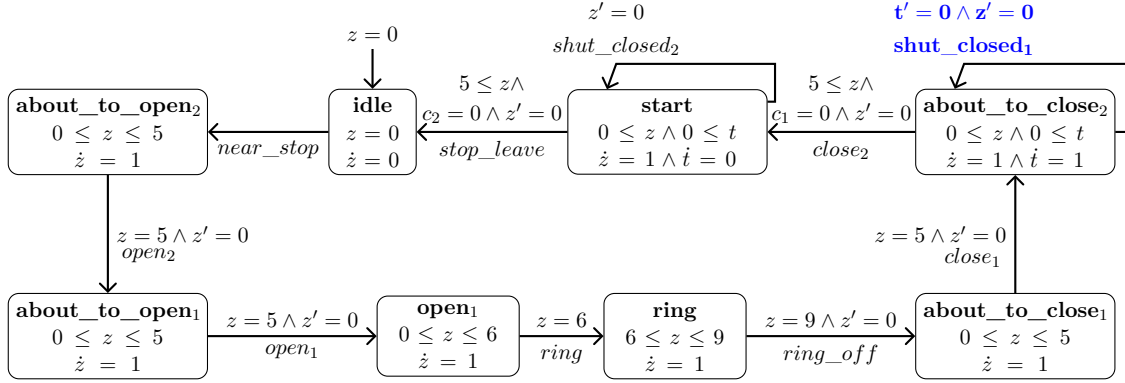 z = 0
about_to_open₂
0 ≤ z ≤ 5
ż = 1
near_stop
idle
z = 0
ż = 0
5 ≤ z∧
c₂ = 0 ∧ z′ = 0
stop_leave
z′ = 0
shut_closed₂
start
0 ≤ z ∧ 0 ≤ t
ż = 1 ∧ ṫ = 0
5 ≤ z∧
c₁ = 0 ∧ z′ = 0
close₂
t′ = 0 ∧ z′ = 0
shut_closed₁
about_to_close₂
0 ≤ z ∧ 0 ≤ t
ż = 1 ∧ ṫ = 1
z = 5 ∧ z′ = 0
open₂
z = 5 ∧ z′ = 0
close₁
about_to_open₁
0 ≤ z ≤ 5
ż = 1
z = 5 ∧ z′ = 0
open₁
open₁
0 ≤ z ≤ 6
ż = 1
z = 6
ring
ring
6 ≤ z ≤ 9
ż = 1
z = 9 ∧ z′ = 0
ring_off
about_to_close₁
0 ≤ z ≤ 5
ż = 1